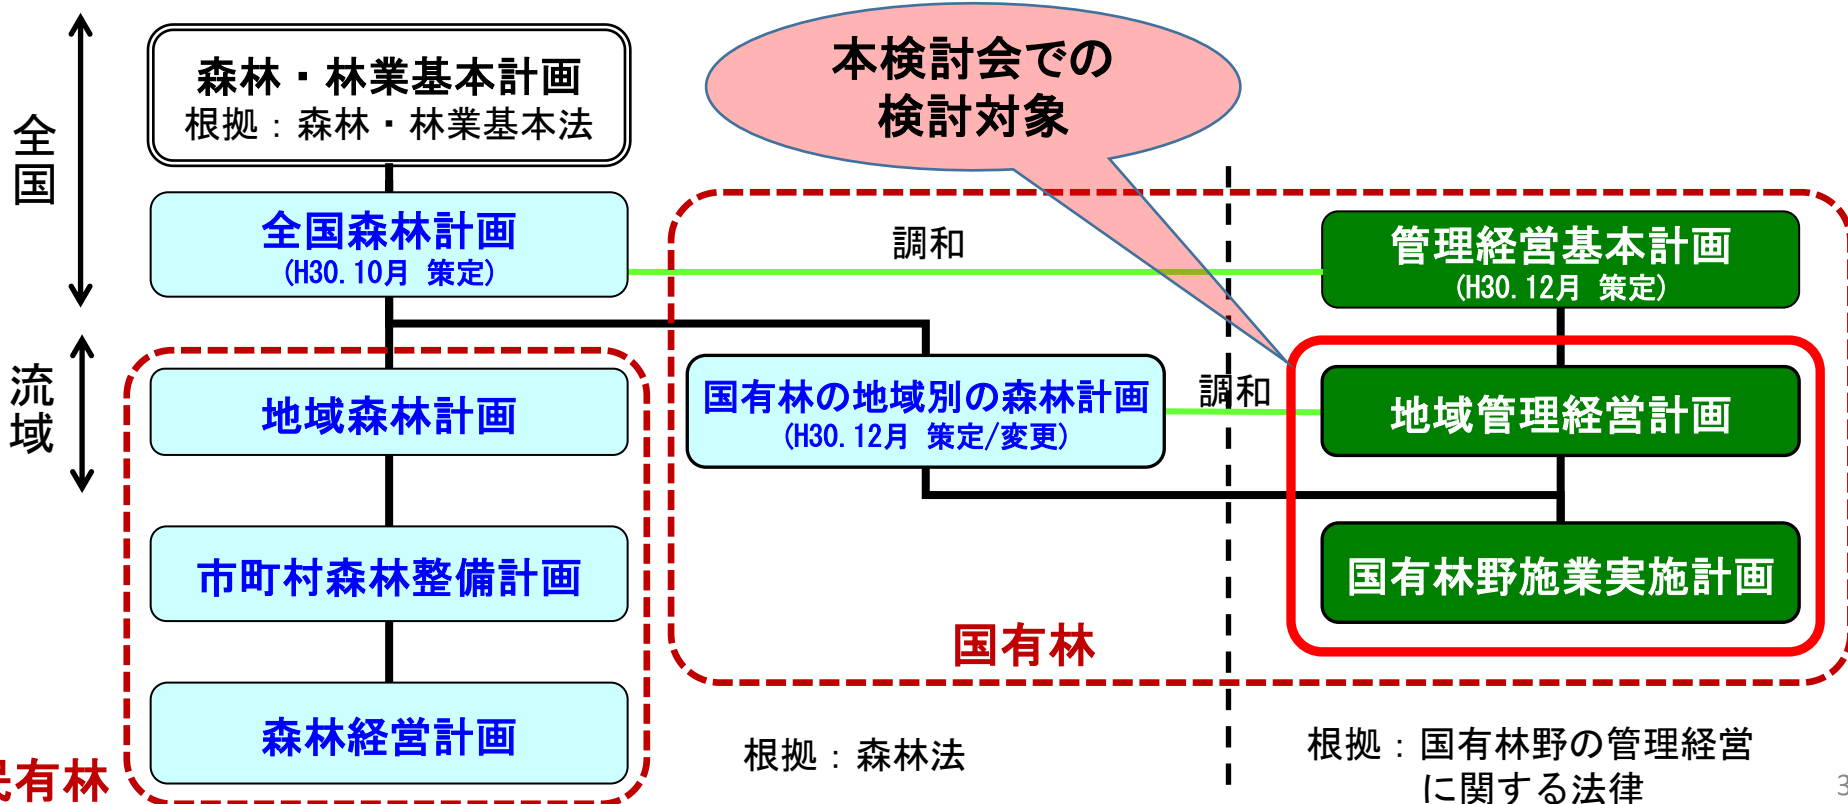 全国
森林・林業基本計画
根拠：森林・林業基本法
本検討会での
検討対象
全国森林計画
(H30.10月 策定)
調和
管理経営基本計画
(H30.12月 策定)
流域
地域森林計画
国有林の地域別の森林計画
(H30.12月 策定/変更)
調和
地域管理経営計画
市町村森林整備計画
国有林野施業実施計画
国有林
森林経営計画
民有林
根拠：森林法
根拠：国有林野の管理経営
に関する法律
3